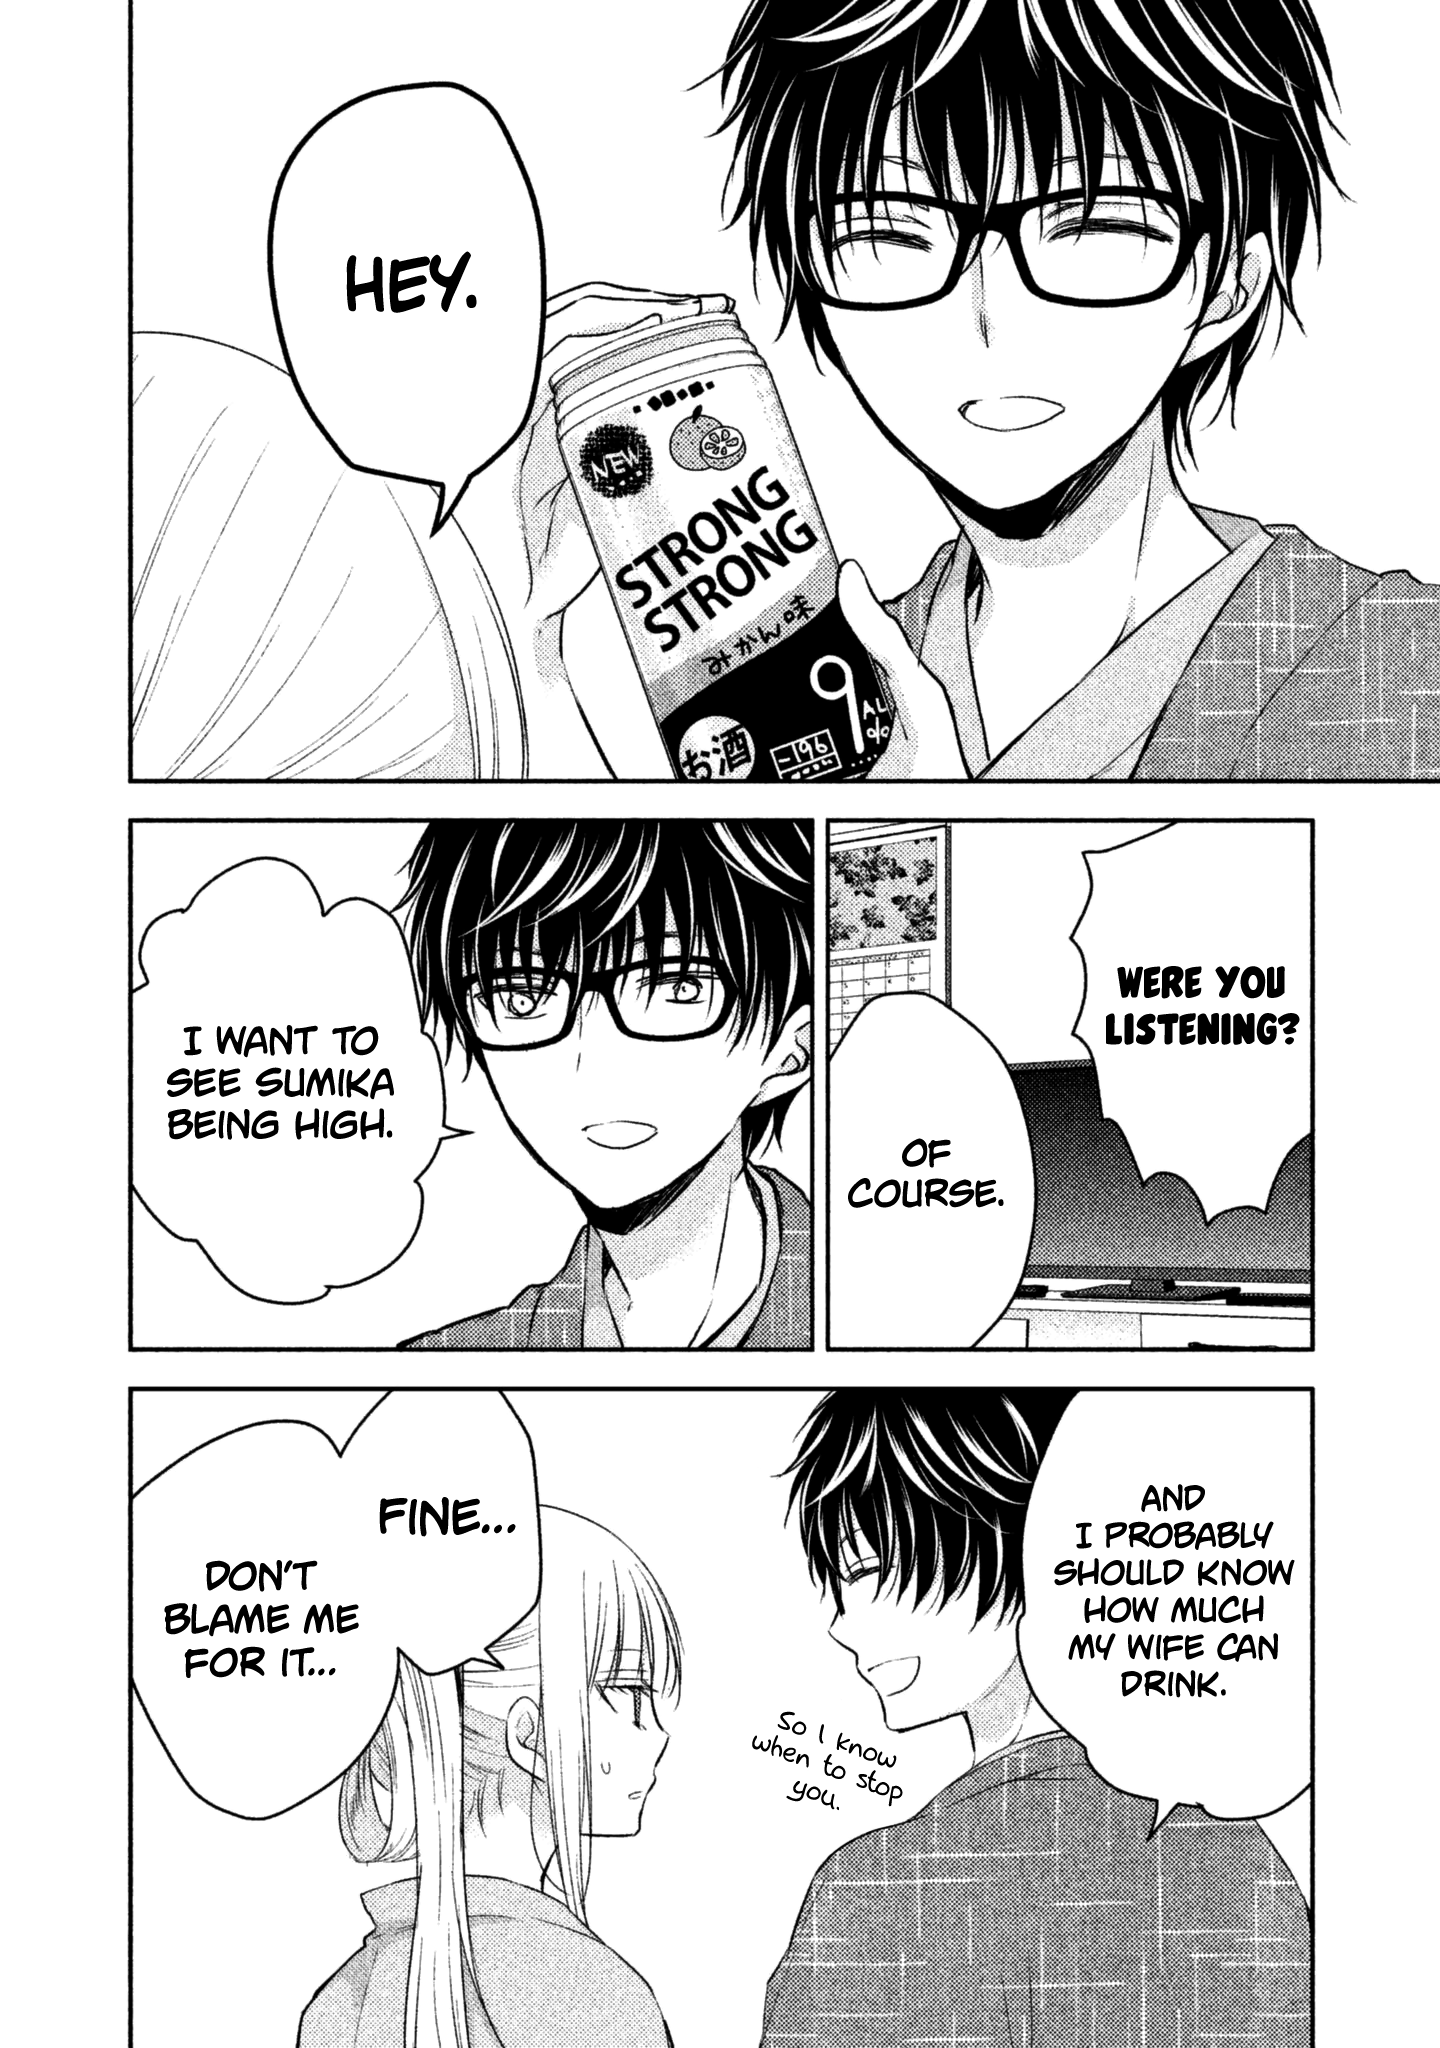 HEY.
NEW
STRONG
STRONG
みかん味
9
AL
%
お酒
-196
WERE YOU
LISTENING?
OF
COURSE.
I WANT TO
SEE SUMIKA
BEING HIGH.
AND
I PROBABLY
SHOULD KNOW
HOW MUCH
MY WIFE CAN
DRINK.
So I know
when to stop
you.
FINE...
DON'T
BLAME ME
FOR IT...